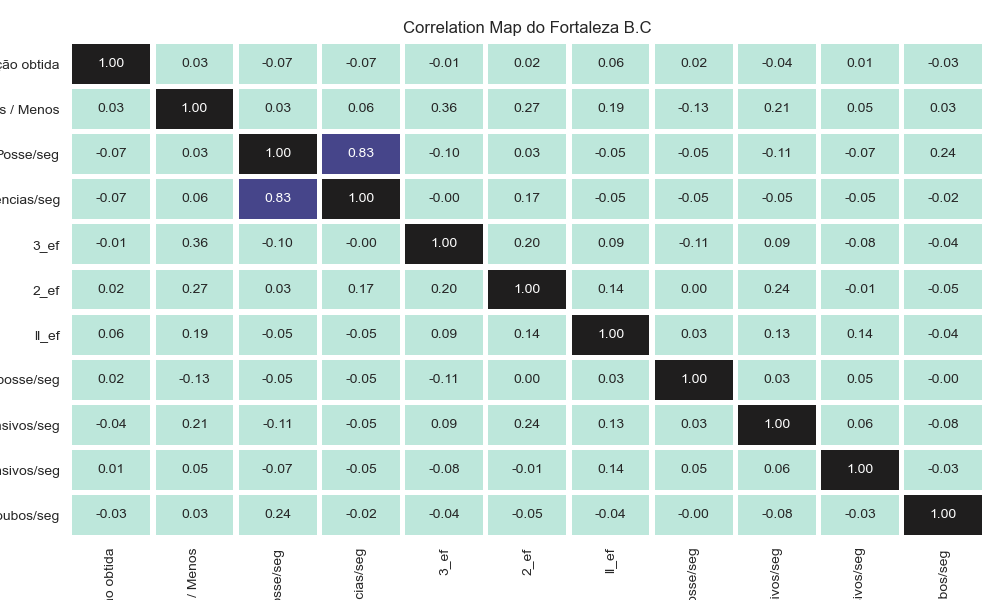 Correlation Map do Fortaleza B.C
ção obtida 1.00 0.03 -0.07 -0.07 -0.01 0.02 0.06 0.02 -0.04 0.01 -0.03
s / Menos 0.03 1.00 0.03 0.06 0.36 0.27 0.19 -0.13 0.21 0.05 0.03
Posse/seg -0.07 0.03 1.00 0.83 -0.10 0.03 -0.05 -0.05 -0.11 -0.07 0.24
ências/seg -0.07 0.06 0.83 1.00 -0.00 0.17 -0.05 -0.05 -0.05 -0.05 -0.02
3_ef -0.01 0.36 -0.10 -0.00 1.00 0.20 0.09 -0.11 0.09 -0.08 -0.04
2_ef 0.02 0.27 0.03 0.17 0.20 1.00 0.14 0.00 0.24 -0.01 -0.05
ll_ef 0.06 0.19 -0.05 -0.05 0.09 0.14 1.00 0.03 0.13 0.14 -0.04
posse/seg 0.02 -0.13 -0.05 -0.05 -0.11 0.00 0.03 1.00 0.03 0.05 -0.00
nsivos/seg -0.04 0.21 -0.11 -0.05 0.09 0.24 0.13 0.03 1.00 0.06 -0.08
nsivos/seg 0.01 0.05 -0.07 -0.05 -0.08 -0.01 0.14 0.05 0.06 1.00 -0.03
oubos/seg -0.03 0.03 0.24 -0.02 -0.04 -0.05 -0.04 -0.00 -0.08 -0.03 1.00
ão obtida / Menos osse/seg cias/seg 3_ef 2_ef ll_ef osse/seg ivos/seg ivos/seg bos/seg